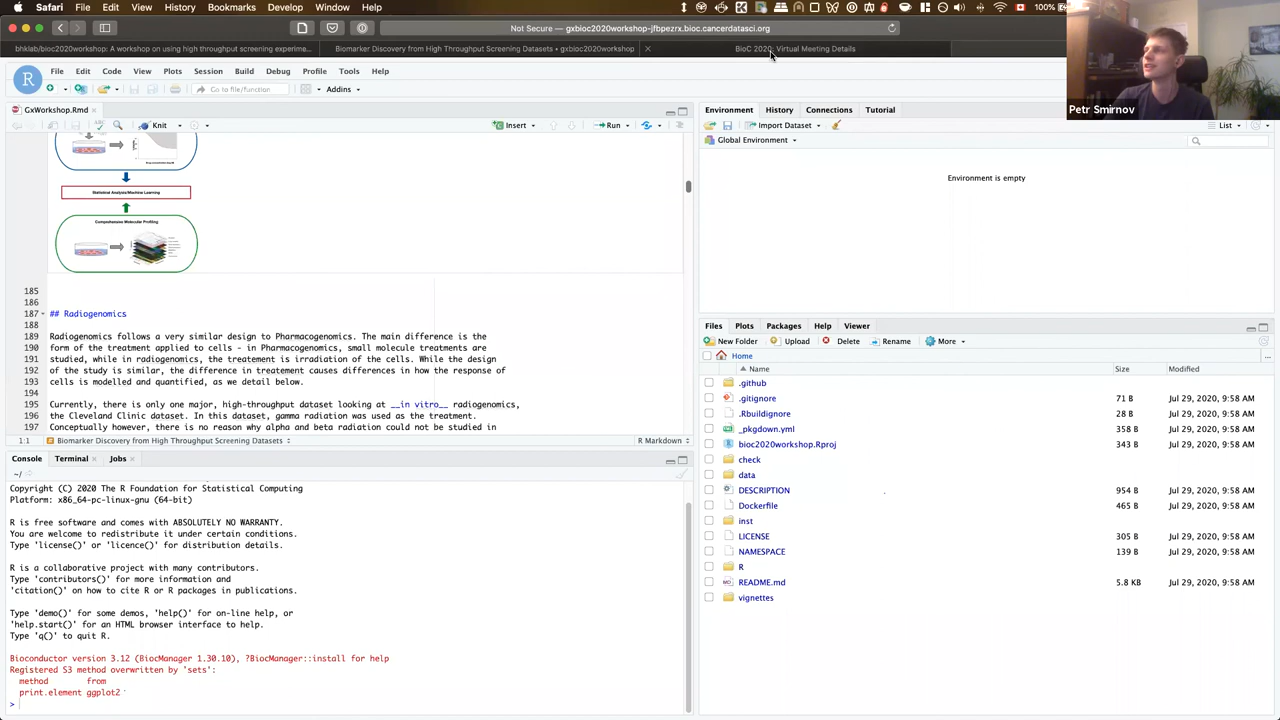 Safari File Edit View History Bookmarks Develop Window Help 100%
Not Secure — gxbioc2020workshop-jfbpezrx.bioc.cancerdatasci.org
bhklab/bioc2020workshop: A workshop on using high throughput screening experime...
Biomarker Discovery from High Throughput Screening Datasets • gxbioc2020workshop
BioC 2020: Virtual Meeting Details
Petr Smirnov
R File Edit Code View Plots Session Build Debug Profile Tools Help
Go to file/function Addins
GxWorkshop.Rmd
Knit Insert Run
Statistical Analysis/Machine Learning
Comprehensive Molecular Profiling
185
186
187 ## Radiogenomics
188
189 Radiogenomics follows a very similar design to Pharmacogenomics. The main difference is the
190 form of the treatment applied to cells - in Pharmacogenomics, small molecule treatments are
191 studied, while in radiogenomics, the treatement is irradiation of the cells. While the design
192 of the study is similar, the difference in treatment causes differences in how the response of
193 cells is modelled and quantified, as we detail below.
194
195 Currently, there is only one major, high-throughput dataset looking at __in vitro__ radiogenomics,
196 the Cleveland Clinic dataset. In this dataset, gamma radiation was used as the treatment.
197 Conceptually however, there is no reason why alpha and beta radiation could not be studied in
1:1 Biomarker Discovery from High Throughput Screening Datasets R Markdown
Console Terminal Jobs
~/
Copyright (C) 2020 The R Foundation for Statistical Computing
Platform: x86_64-pc-linux-gnu (64-bit)
R is free software and comes with ABSOLUTELY NO WARRANTY.
You are welcome to redistribute it under certain conditions.
Type 'license()' or 'licence()' for distribution details.
R is a collaborative project with many contributors.
Type 'contributors()' for more information and
'citation()' on how to cite R or R packages in publications.
Type 'demo()' for some demos, 'help()' for on-line help, or
'help.start()' for an HTML browser interface to help.
Type 'q()' to quit R.
Bioconductor version 3.12 (BiocManager 1.30.10), ?BiocManager::install for help
Registered S3 method overwritten by 'sets':
method from
print.element ggplot2
>
Environment History Connections Tutorial
Import Dataset List
Global Environment
Environment is empty
Files Plots Packages Help Viewer
New Folder Upload Delete Rename More
Home
Name Size Modified
.github
.gitignore 71 B Jul 29, 2020, 9:58 AM
.Rbuildignore 28 B Jul 29, 2020, 9:58 AM
_pkgdown.yml 358 B Jul 29, 2020, 9:58 AM
bioc2020workshop.Rproj 343 B Jul 29, 2020, 9:58 AM
check
data
DESCRIPTION 954 B Jul 29, 2020, 9:58 AM
Dockerfile 465 B Jul 29, 2020, 9:58 AM
inst
LICENSE 305 B Jul 29, 2020, 9:58 AM
NAMESPACE 139 B Jul 29, 2020, 9:58 AM
R
README.md 5.8 KB Jul 29, 2020, 9:58 AM
vignettes